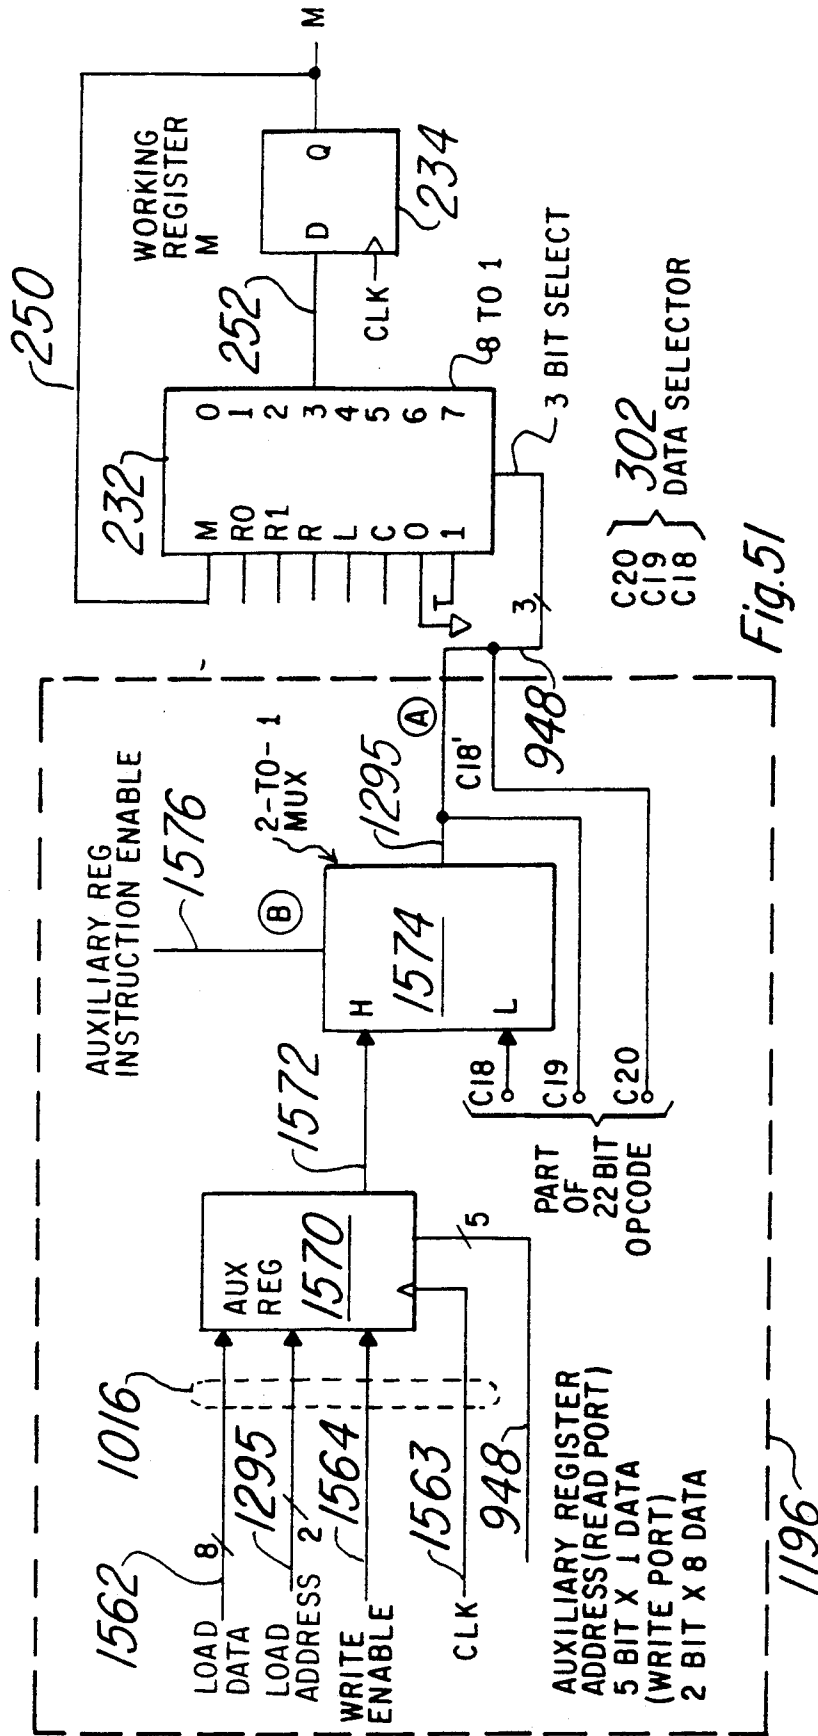 1562
LOAD
DATA
8
1016
1295
LOAD
ADDRESS
2
1564
WRITE
ENABLE
1563
CLK
948
AUXILIARY REGISTER
ADDRESS(READ PORT)
5 BIT X 1 DATA
(WRITE PORT)
2 BIT X 8 DATA
1196
AUX
REG
1570
5
1572
AUXILIARY REG
INSTRUCTION ENABLE
1576
B
2-TO-1
MUX
H
1574
L
C18
C19
C20
PART
OF
22 BIT
OPCODE
1295
A
C18'
948
3
250
232
M
R0
R1
R
L
C
0
1
0
1
2
3
4
5
6
7
T
252
8 TO 1
3 BIT SELECT
WORKING
REGISTER
M
D
Q
CLK
234
M
C20
C19
C18
302
DATA SELECTOR
Fig.51